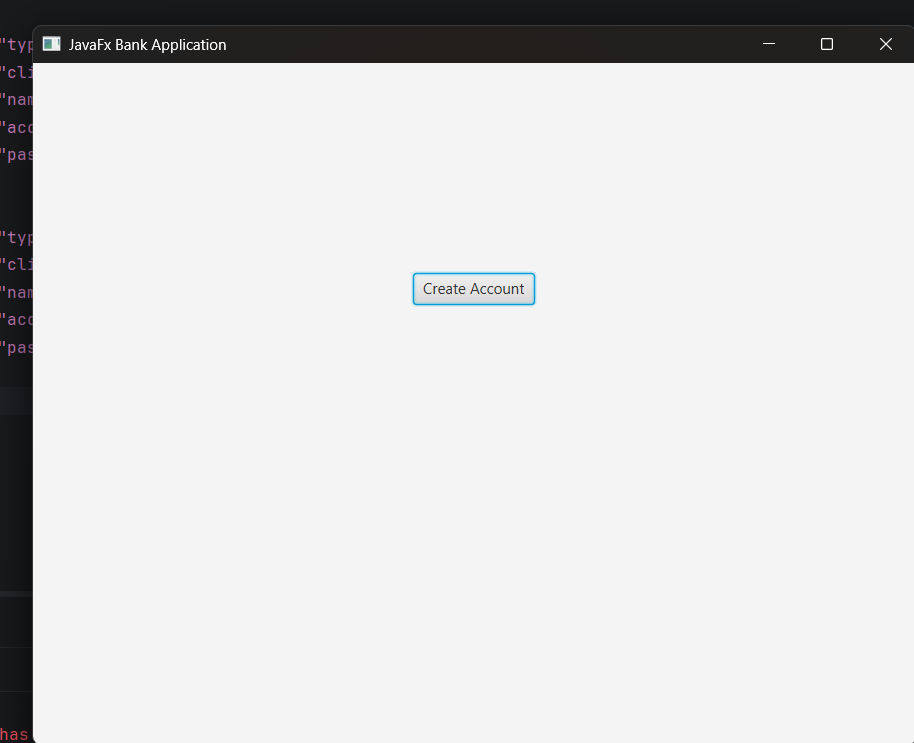 JavaFx Bank Application
"typ
"cli
"nam
"acc
"pas
"typ
"cli
Create Account
"nam
"acc
"pas
has